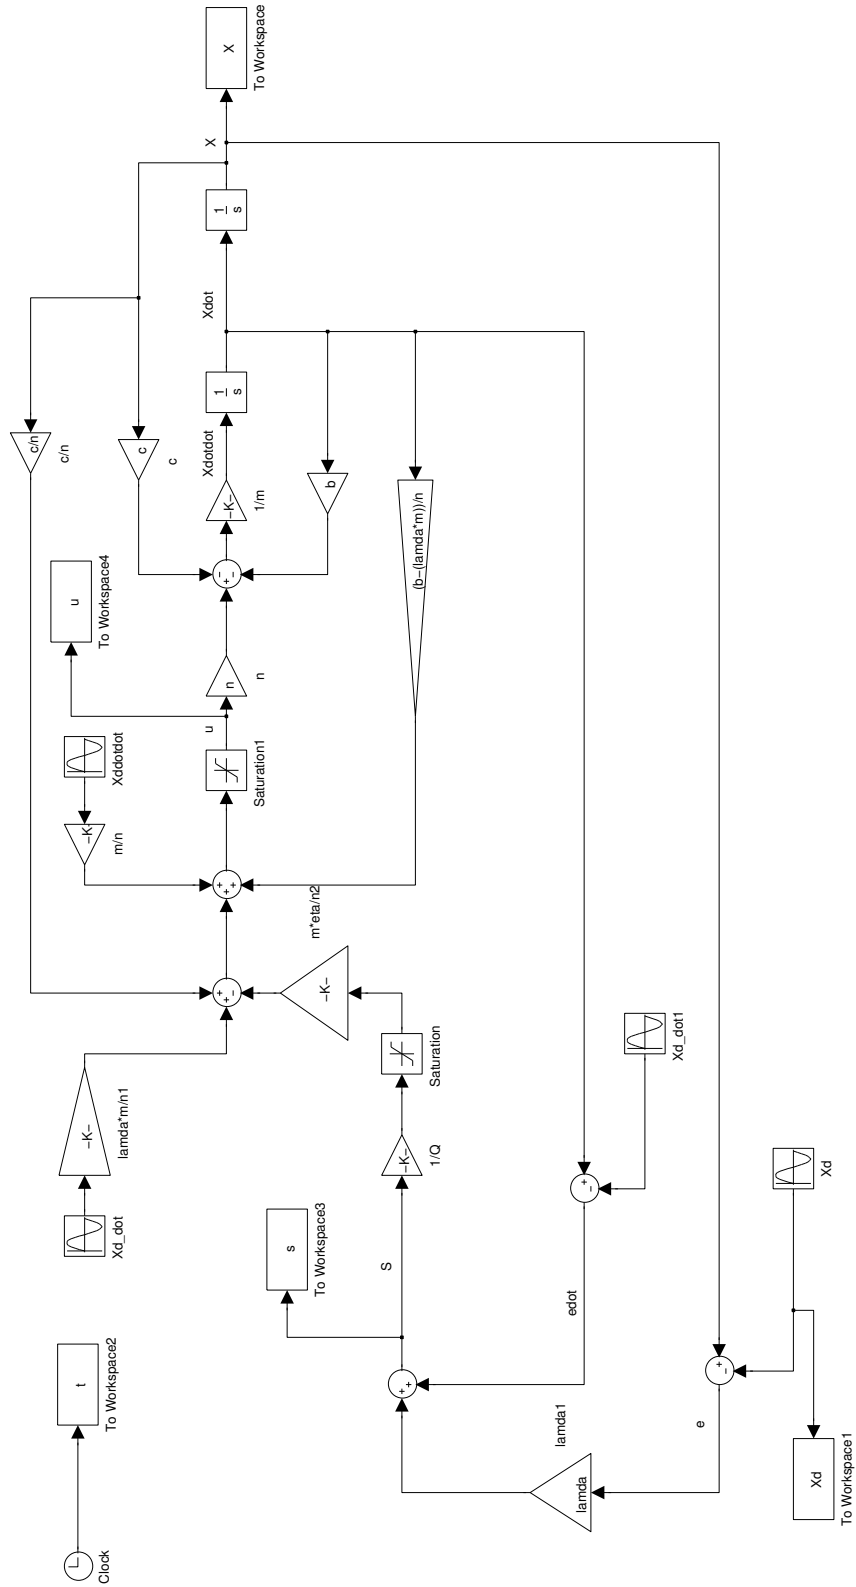 c/n
c/n
Clock
t
To Workspace2
Xd_dot
−K−
lamda*m/n1
−K
m/n
Xddotdot
u
To Workspace4
c
c
s
To Workspace3
+
+
−
+
+
+
Saturation1
u
n
n
−
+
−
−K−
1/m
Xdotdot
1
s
Xdot
1
s
X
X
To Workspace
m*eta/n2
−K−
b
+
+
S
−K−
1/Q
Saturation
(b−(lamda*m))/n
lamda
lamda1
edot
+
−
Xd_dot1
e
+
−
Xd
Xd
To Workspace1